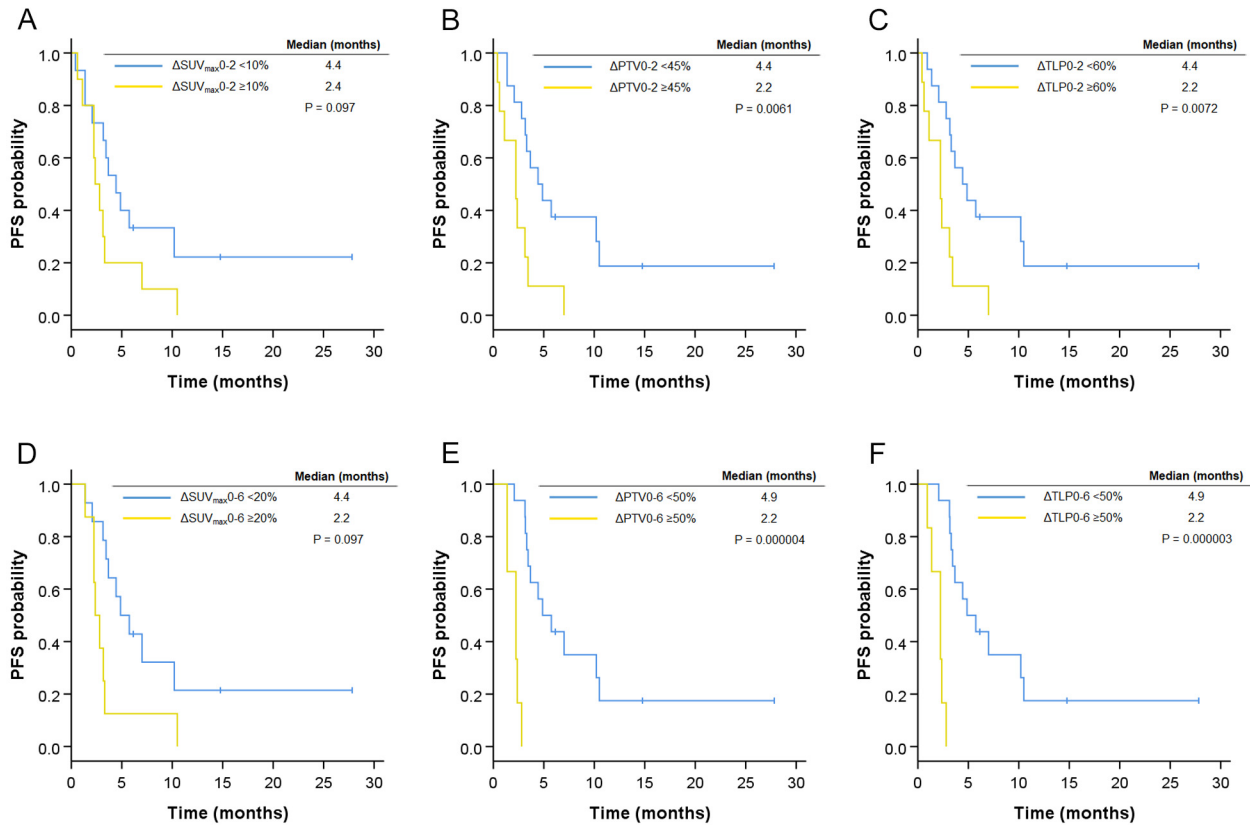 A
Median (months)
ΔSUVmax0-2 <10% 4.4
ΔSUVmax0-2 ≥10% 2.4
P = 0.097
PFS probability
1.0
0.8
0.6
0.4
0.2
0.0
0 5 10 15 20 25 30
Time (months)
B
Median (months)
ΔPTV0-2 <45% 4.4
ΔPTV0-2 ≥45% 2.2
P = 0.0061
PFS probability
1.0
0.8
0.6
0.4
0.2
0.0
0 5 10 15 20 25 30
Time (months)
C
Median (months)
ΔTLP0-2 <60% 4.4
ΔTLP0-2 ≥60% 2.2
P = 0.0072
PFS probability
1.0
0.8
0.6
0.4
0.2
0.0
0 5 10 15 20 25 30
Time (months)
D
Median (months)
ΔSUVmax0-6 <20% 4.4
ΔSUVmax0-6 ≥20% 2.2
P = 0.097
PFS probability
1.0
0.8
0.6
0.4
0.2
0.0
0 5 10 15 20 25 30
Time (months)
E
Median (months)
ΔPTV0-6 <50% 4.9
ΔPTV0-6 ≥50% 2.2
P = 0.000004
PFS probability
1.0
0.8
0.6
0.4
0.2
0.0
0 5 10 15 20 25 30
Time (months)
F
Median (months)
ΔTLP0-6 <50% 4.9
ΔTLP0-6 ≥50% 2.2
P = 0.000003
PFS probability
1.0
0.8
0.6
0.4
0.2
0.0
0 5 10 15 20 25 30
Time (months)